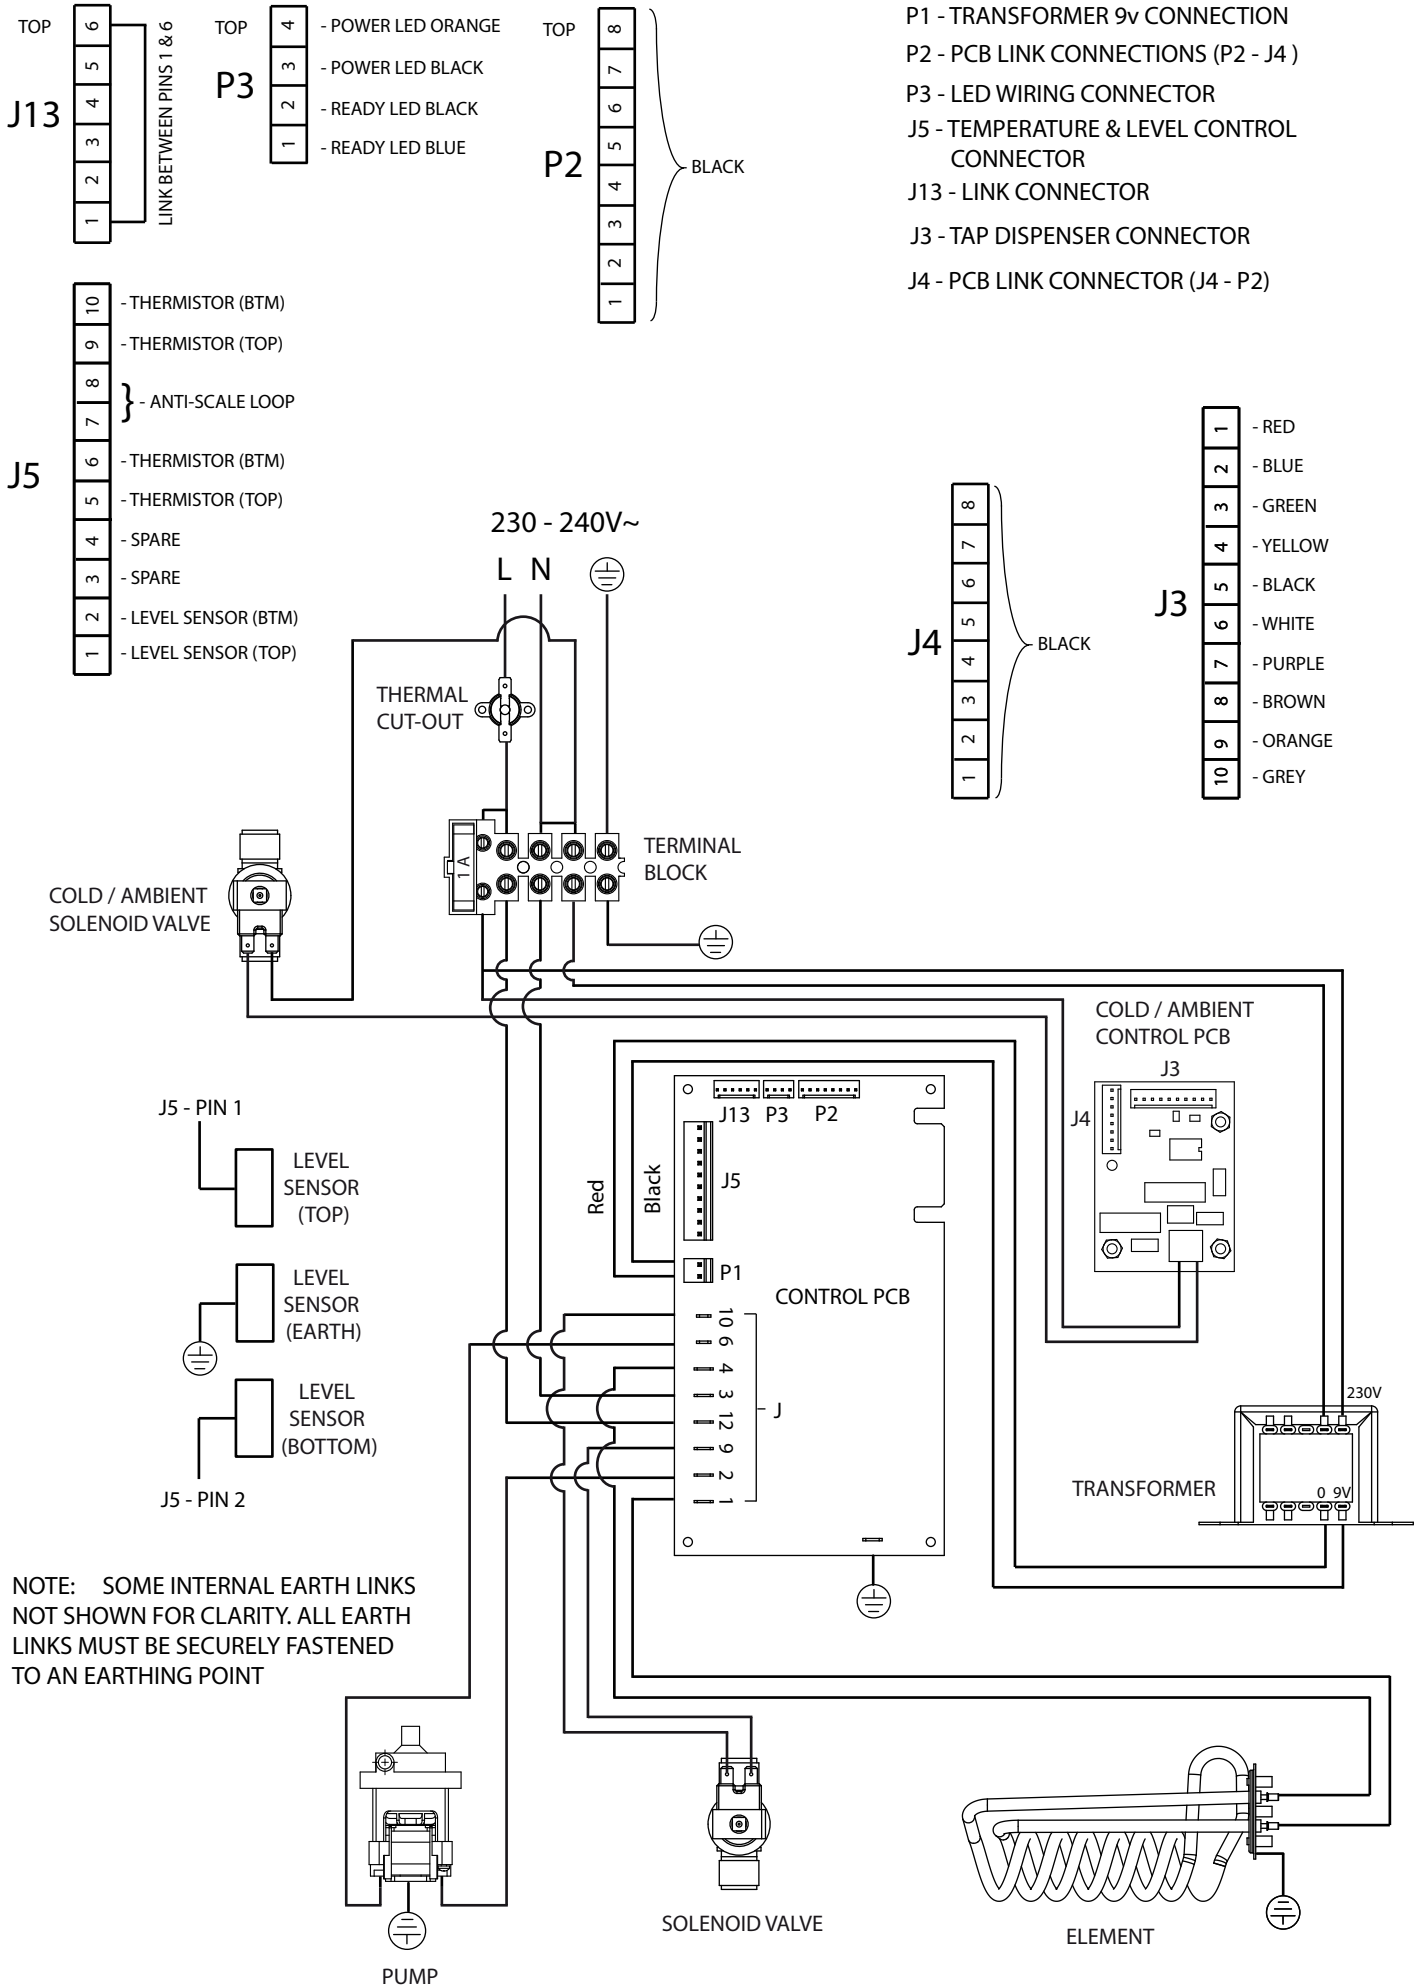 TOP
J13
6
5
4
3
2
1
LINK BETWEEN PINS 1 & 6
TOP
P3
4 - POWER LED ORANGE
3 - POWER LED BLACK
2 - READY LED BLACK
1 - READY LED BLUE
TOP
P2
8
7
6
5
4
3
2
1
BLACK
P1 - TRANSFORMER 9v CONNECTION
P2 - PCB LINK CONNECTIONS (P2 - J4 )
P3 - LED WIRING CONNECTOR
J5 - TEMPERATURE & LEVEL CONTROL
CONNECTOR
J13 - LINK CONNECTOR
J3 - TAP DISPENSER CONNECTOR
J4 - PCB LINK CONNECTOR (J4 - P2)
J5
10 - THERMISTOR (BTM)
9 - THERMISTOR (TOP)
8
7
} - ANTI-SCALE LOOP
6 - THERMISTOR (BTM)
5 - THERMISTOR (TOP)
4 - SPARE
3 - SPARE
2 - LEVEL SENSOR (BTM)
1 - LEVEL SENSOR (TOP)
230 - 240V~
L N
THERMAL
CUT-OUT
J4
8
7
6
5
4
3
2
1
- BLACK
J3
1 - RED
2 - BLUE
3 - GREEN
4 - YELLOW
5 - BLACK
6 - WHITE
7 - PURPLE
8 - BROWN
9 - ORANGE
10 - GREY
1 A
TERMINAL
BLOCK
COLD / AMBIENT
SOLENOID VALVE
COLD / AMBIENT
CONTROL PCB
J3
J4
J5 - PIN 1
LEVEL
SENSOR
(TOP)
LEVEL
SENSOR
(EARTH)
LEVEL
SENSOR
(BOTTOM)
J5 - PIN 2
Red
Black
J13 P3 P2
J5
P1
CONTROL PCB
10
6
4
3
12
9
2
1
- J
230V
TRANSFORMER
0 9V
NOTE: SOME INTERNAL EARTH LINKS
NOT SHOWN FOR CLARITY. ALL EARTH
LINKS MUST BE SECURELY FASTENED
TO AN EARTHING POINT
PUMP
SOLENOID VALVE
ELEMENT